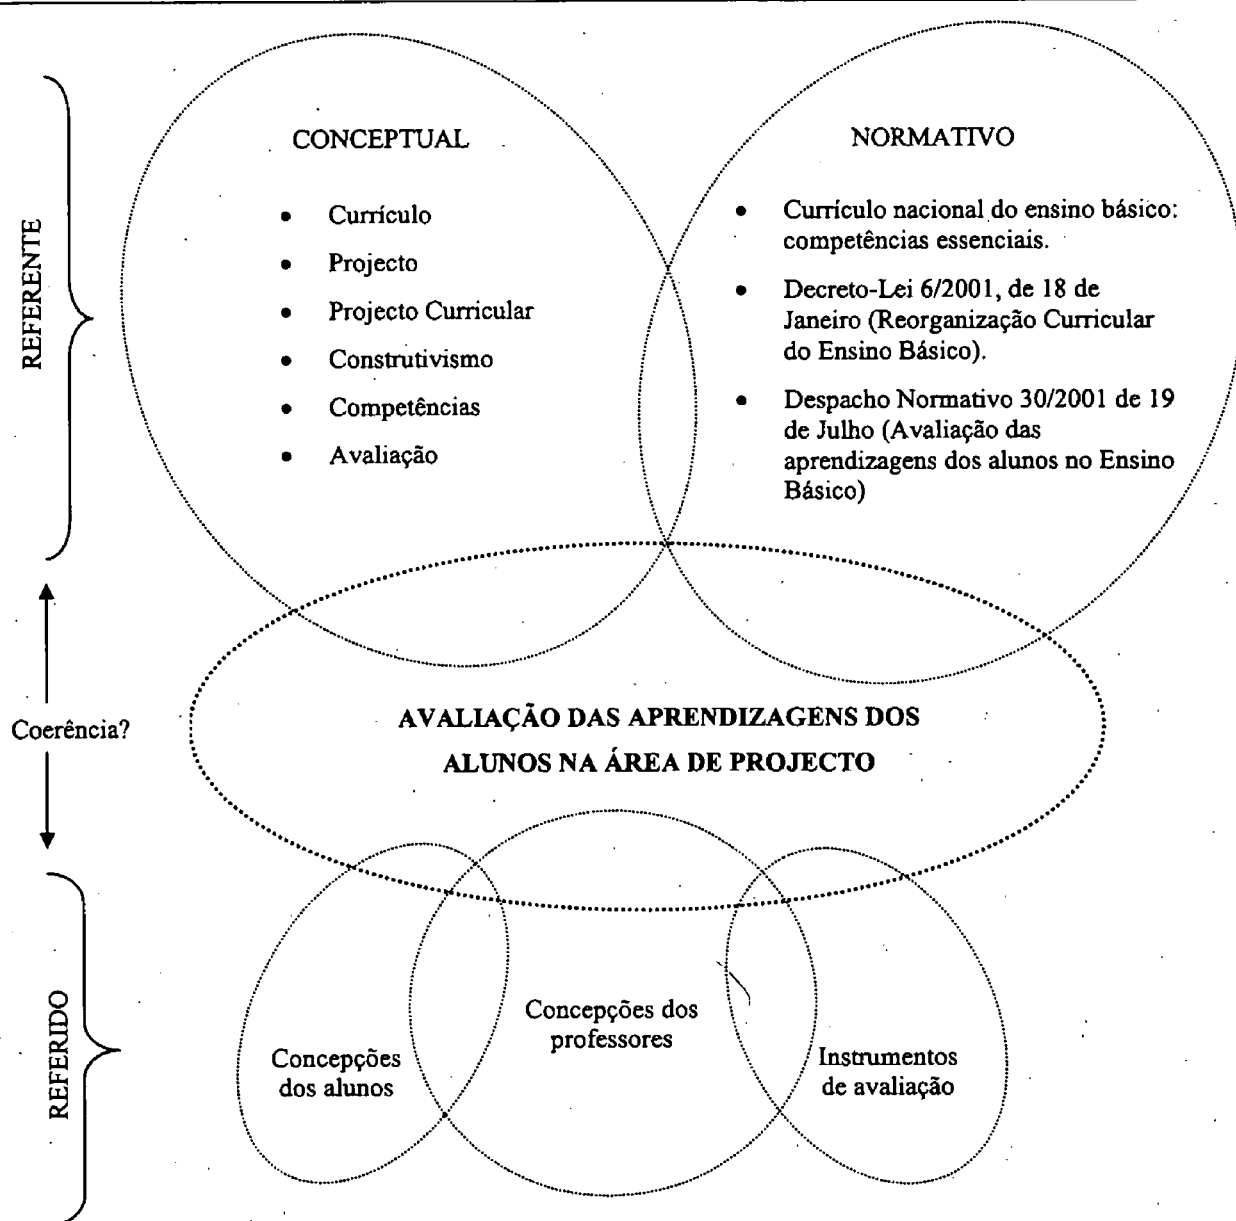 REFERENTE
CONCEPTUAL
• Currículo
• Projecto
• Projecto Curricular
• Construtivismo
• Competências
• Avaliação
NORMATIVO
• Currículo nacional do ensino básico:
competências essenciais.
• Decreto-Lei 6/2001, de 18 de
Janeiro (Reorganização Curricular
do Ensino Básico).
• Despacho Normativo 30/2001 de 19
de Julho (Avaliação das
aprendizagens dos alunos no Ensino
Básico)
Coerência?
AVALIAÇÃO DAS APRENDIZAGENS DOS
ALUNOS NA ÁREA DE PROJECTO
REFERIDO
Concepções
dos alunos
Concepções dos
professores
Instrumentos
de avaliação